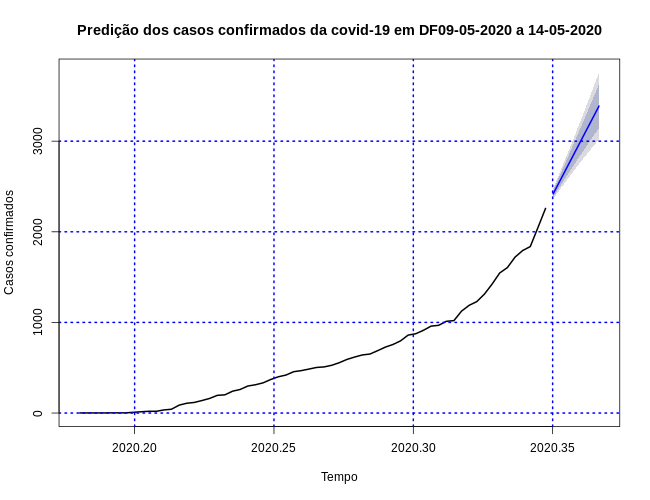 Predição dos casos confirmados da covid-19 em DF09-05-2020 a 14-05-2020
Casos confirmados
3000
2000
1000
0
2020.20 2020.25 2020.30 2020.35
Tempo